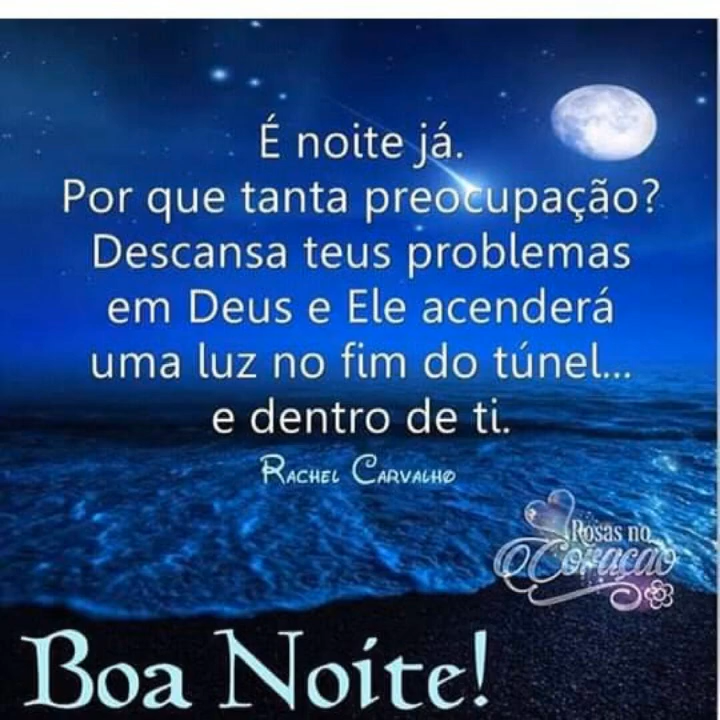 É noite já.
Por que tanta preocupação?
Descansa teus problemas
em Deus e Ele acenderá
uma luz no fim do túnel...
e dentro de ti.
Rachel Carvalho
Rosas no
Coração
Boa Noite!